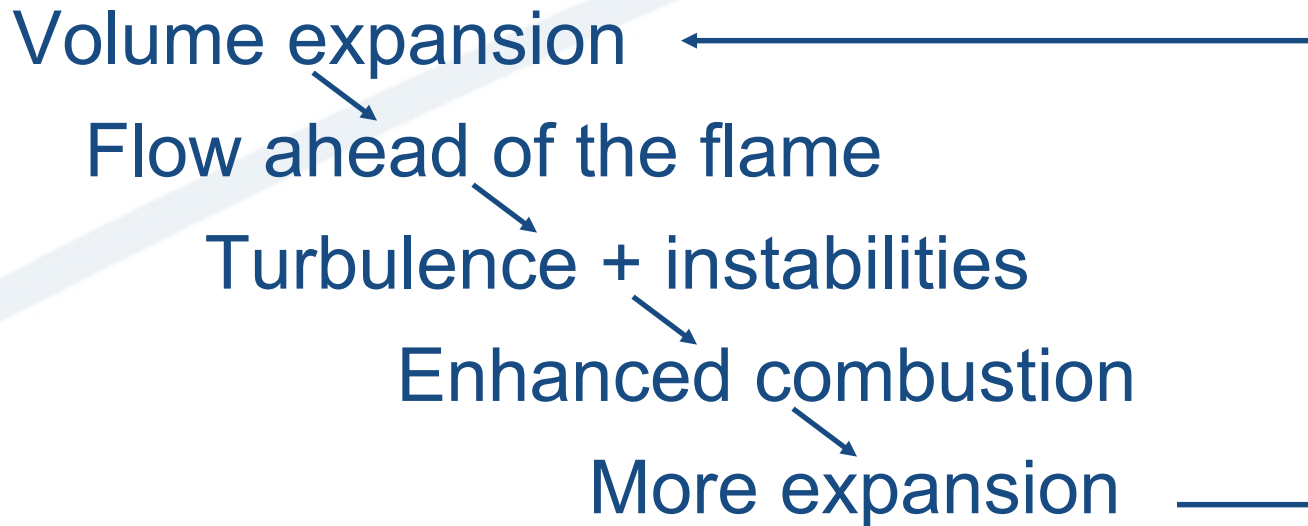 Volume expansion
Flow ahead of the flame
Turbulence + instabilities
Enhanced combustion
More expansion